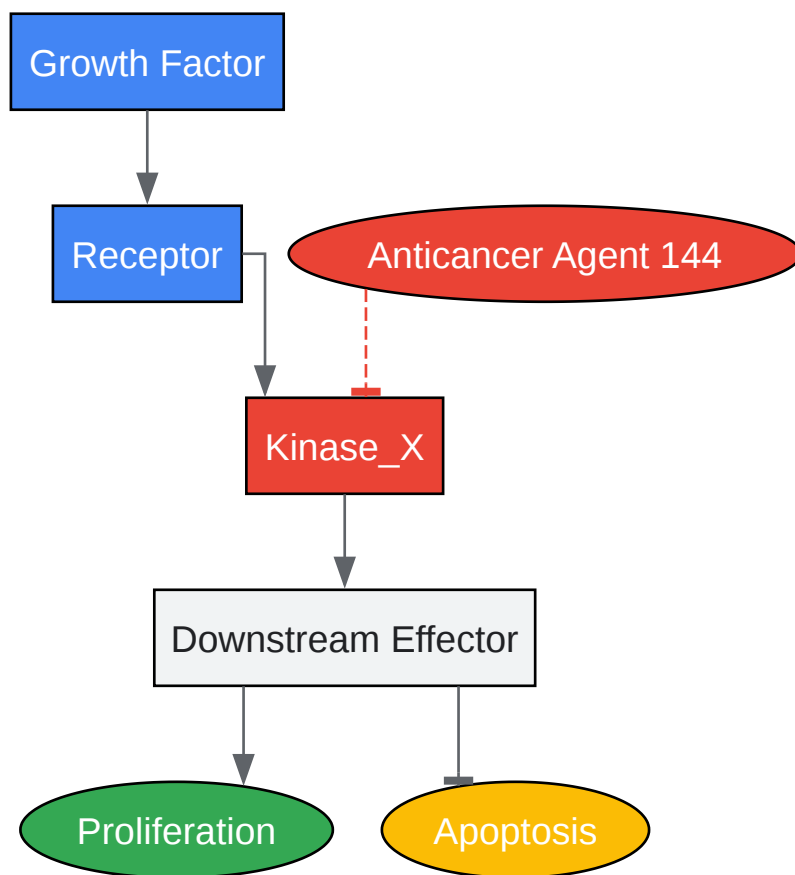 Growth Factor
Receptor
Anticancer Agent 144
Kinase_X
Downstream Effector
Proliferation
Apoptosis